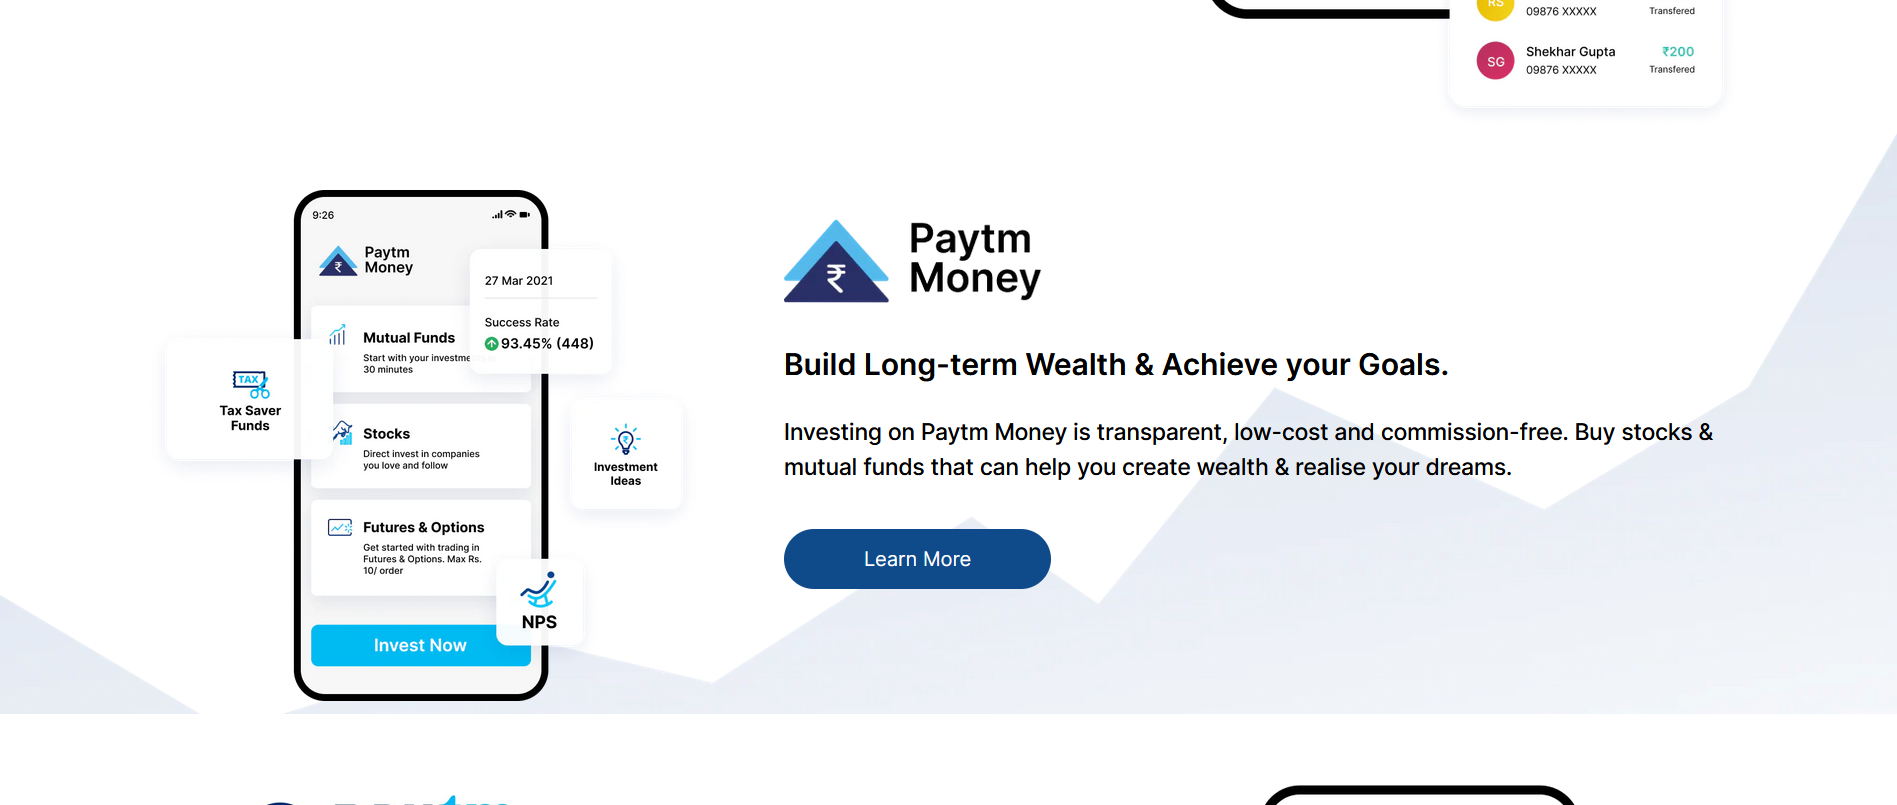 RS
09876 XXXXX
Transfered
Shekhar Gupta
₹200
SG
09876 XXXXX
Transfered
9:26
Paytm
Money
27 Mar 2021
Success Rate
93.45% (448)
Mutual Funds
Start with your investme
30 minutes
TAX
Tax Saver
Funds
Stocks
Direct invest in companies
you love and follow
₹
Investment
Ideas
Futures & Options
Get started with trading in
Futures & Options. Max Rs.
10/ order
NPS
Invest Now
₹
Paytm
Money
Build Long-term Wealth & Achieve your Goals.
Investing on Paytm Money is transparent, low-cost and commission-free. Buy stocks &
mutual funds that can help you create wealth & realise your dreams.
Learn More